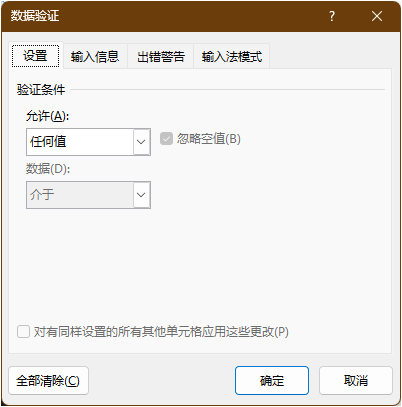 数据验证 ?
设置 输入信息 出错警告 输入法模式
验证条件
允许(A):
任何值 忽略空值(B)
数据(D):
介于
对有同样设置的所有其他单元格应用这些更改(P)
全部清除(C) 确定 取消